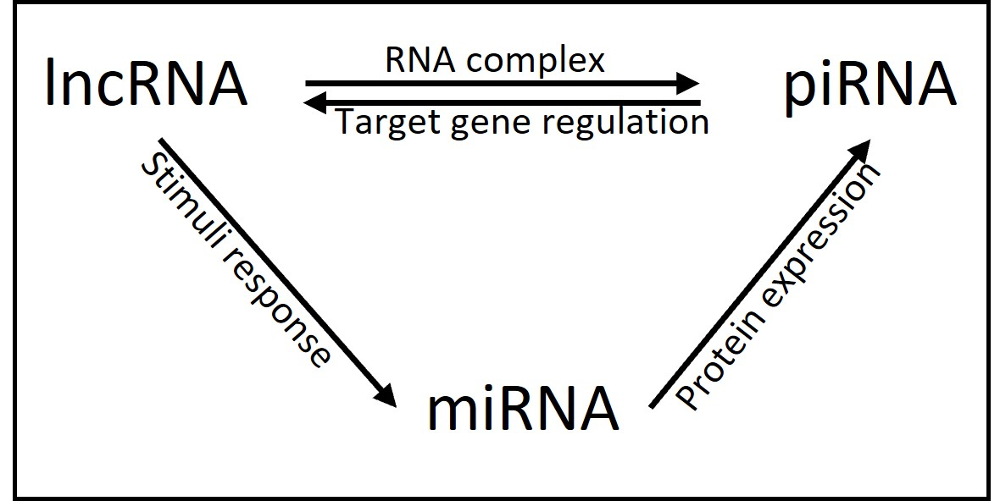 lncRNA
RNA complex
piRNA
Target gene regulation
Stimuli response
Protein expression
miRNA